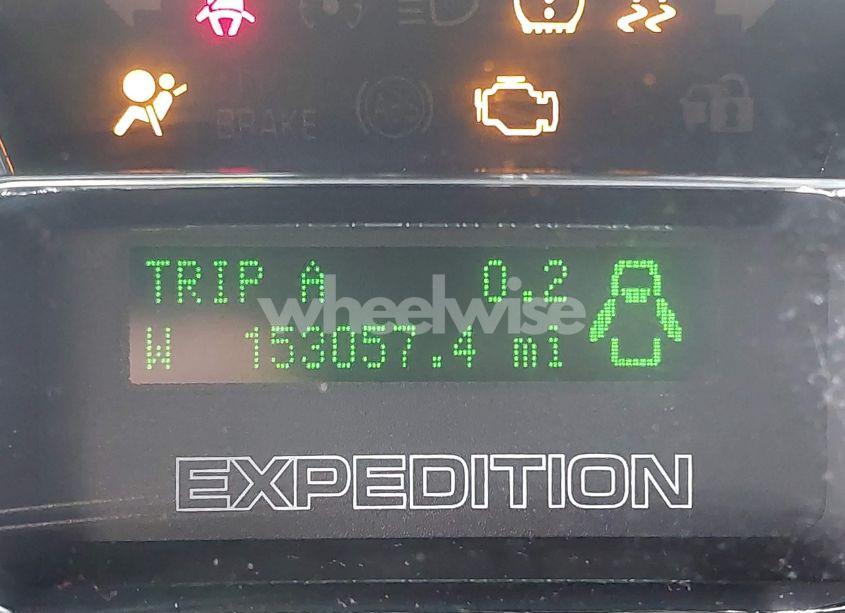 BRAKE
TRIP A 0.2
wheelwise
W 153057.4 mi
EXPEDITION